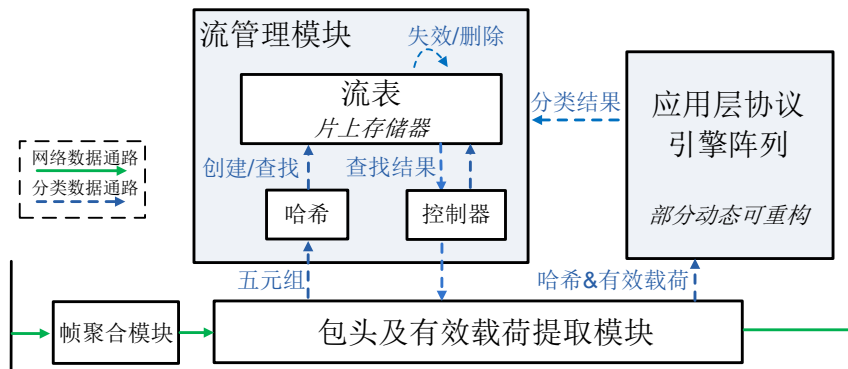 流管理模块
失效/删除
流表
片上存储器
分类结果
应用层协议
引擎阵列
部分动态可重构
网络数据通路
分类数据通路
创建/查找
查找结果
哈希
控制器
五元组
哈希&有效载荷
帧聚合模块
包头及有效载荷提取模块